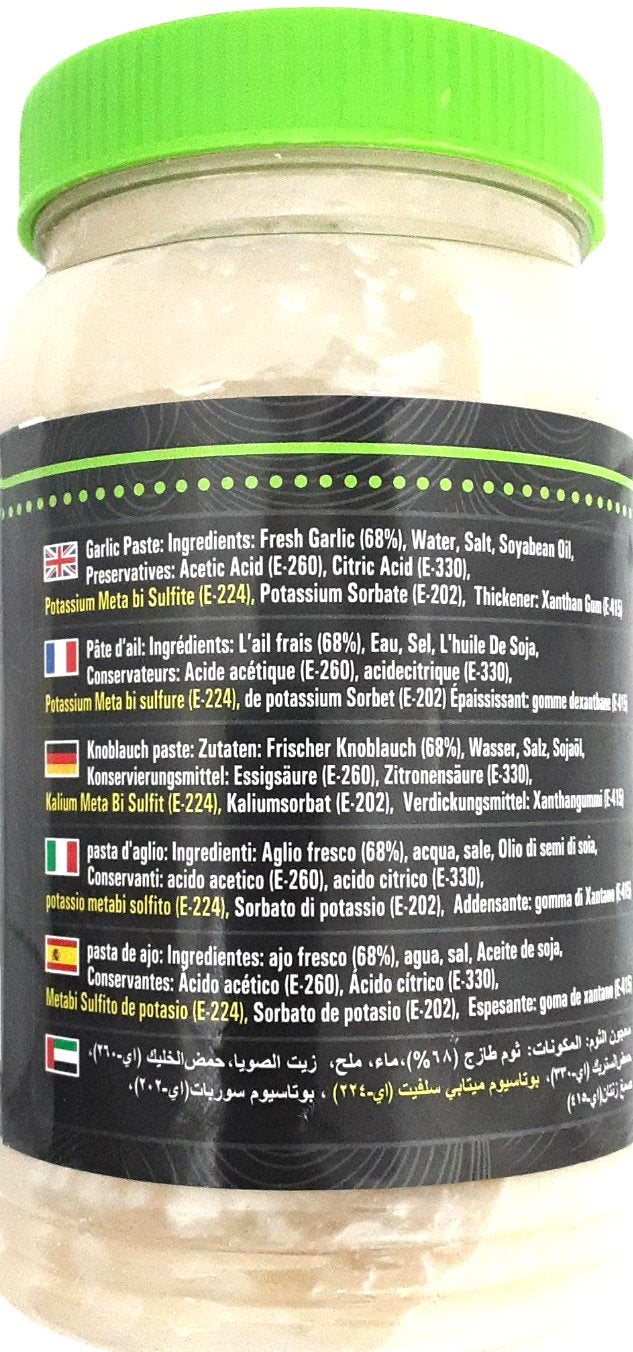 Garlic Paste: Ingredients: Fresh Garlic (68%), Water, Salt, Soyabean Oil,
Preservatives: Acetic Acid (E-260), Citric Acid (E-330),
Potassium Meta bi Sulfite (E-224), Potassium Sorbate (E-202), Thickener: Xanthan Gum (E-415)
Pâte d'ail: Ingrédients: L'ail frais (68%), Eau, Sel, L'huile De Soja,
Conservateurs: Acide acétique (E-260), acidecitrique (E-330),
Potassium Meta bi sulfure (E-224), de potassium Sorbet (E-202) Épaississant: gomme dexanthane (E-415)
Knoblauch paste: Zutaten: Frischer Knoblauch (68%), Wasser, Salz, Sojaöl,
Konservierungsmittel: Essigsäure (E-260), Zitronensäure (E-330),
Kalium Meta Bi Sulfit (E-224), Kaliumsorbat (E-202), Verdickungsmittel: Xanthangummi (E-415)
pasta d'aglio: Ingredienti: Aglio fresco (68%), acqua, sale, Olio di semi di soia,
Conservanti: acido acetico (E-260), acido citrico (E-330),
potassio metabi solfito (E-224), Sorbato di potassio (E-202), Addensante: gomma di Xantano (E-415)
pasta de ajo: Ingredientes: ajo fresco (68%), agua, sal, Aceite de soja,
Conservantes: Ácido acético (E-260), Ácido cítrico (E-330),
Metabi Sulfito de potasio (E-224), Sorbato de potasio (E-202), Espesante: goma de xantano (E-415)
معجون الثوم: المكونات: ثوم طازج (٦٨%)،ماء، ملح، زيت الصويا، حمض الخليك (اي-٢٦٠)،
حمض الستريك (اي-٣٣٠)، بوتاسيوم ميتابي سلفيت (اي-٢٢٤) ، بوتاسيوم سوربات(اي-٢٠٢)،
صمغ زنتان(اي-٤١٥)